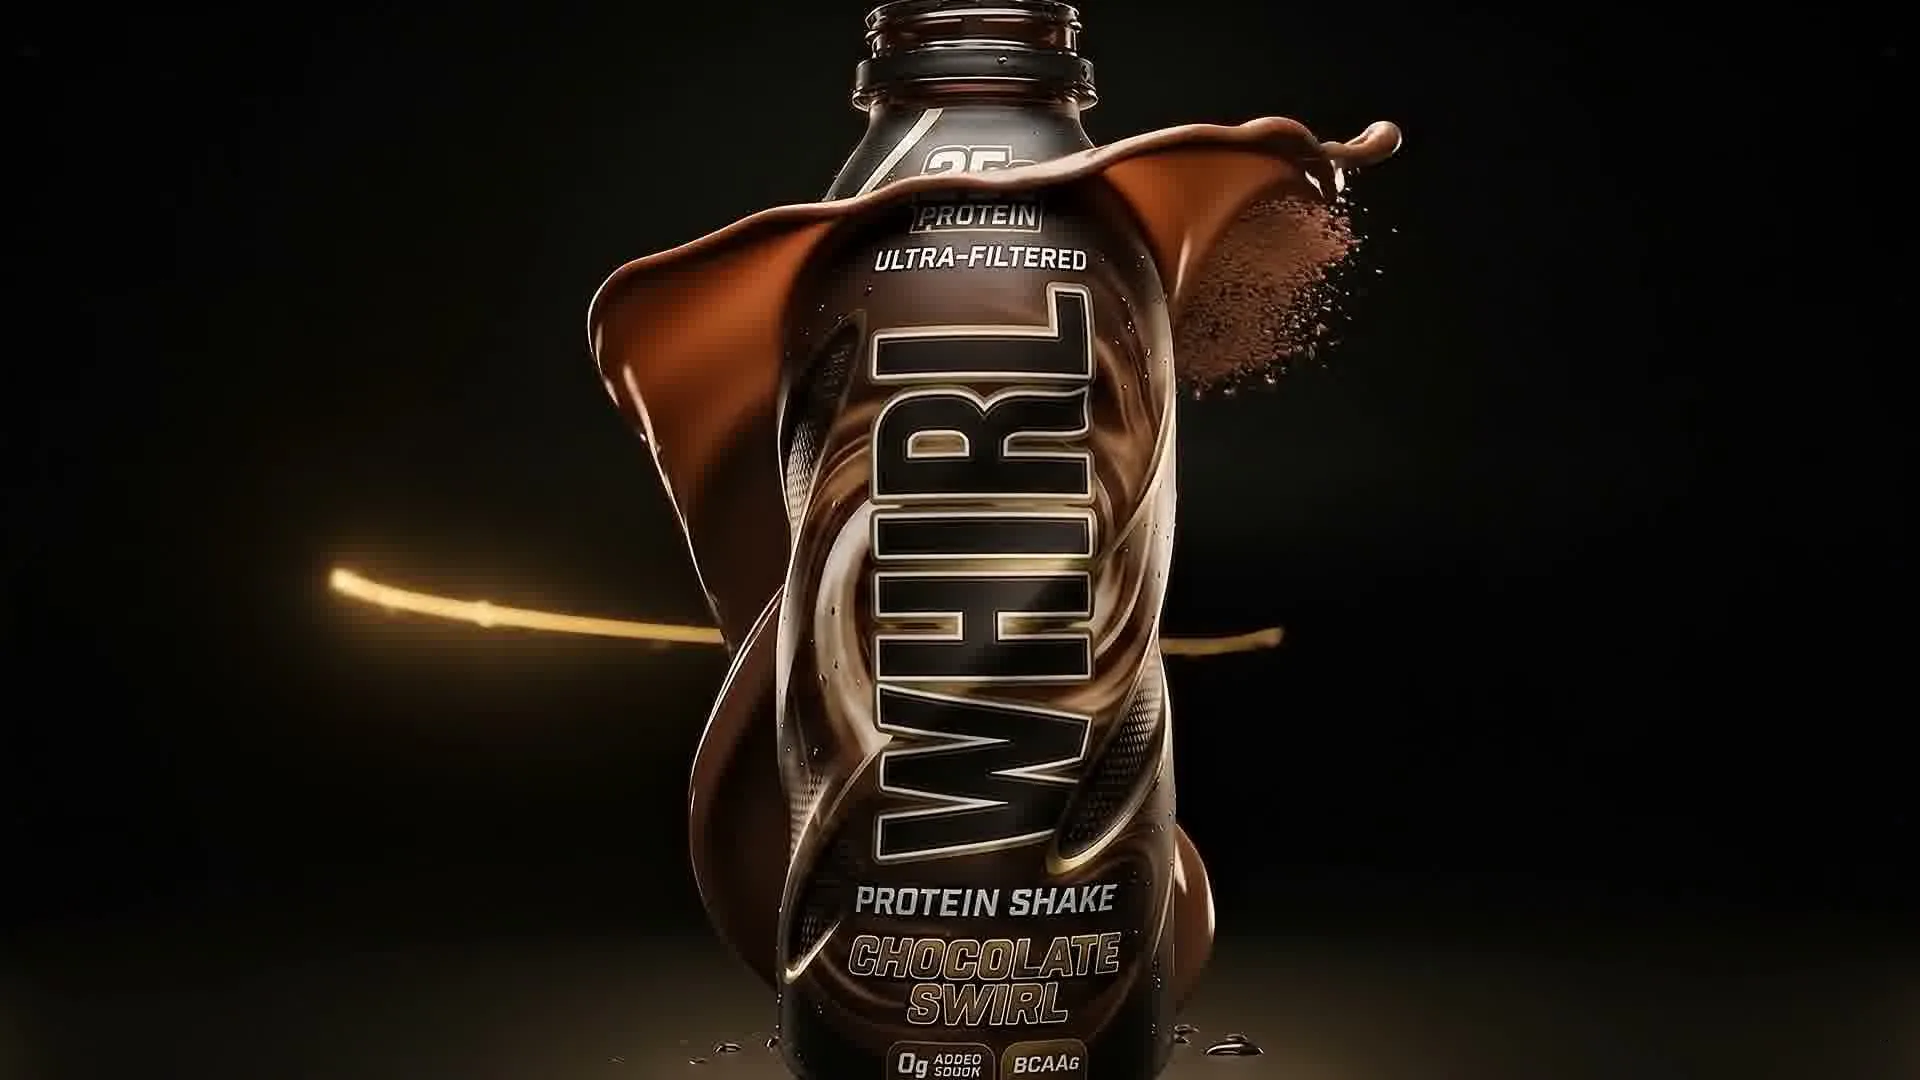 PROTEIN
ULTRA-FILTERED
WHIRL
PROTEIN SHAKE
CHOCOLATE
SWIRL
0g ADDED
BCAAG